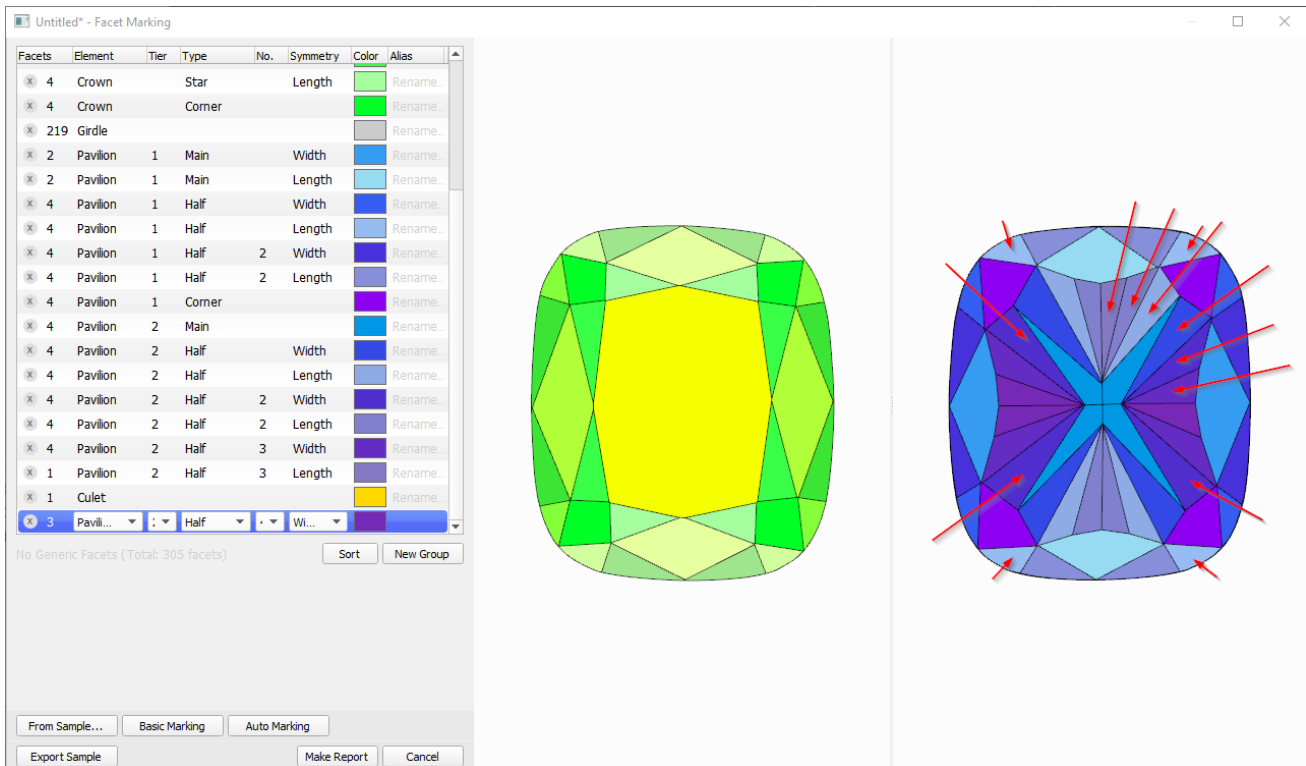 Untitled* - Facet Marking
Facets Element Tier Type No. Symmetry Color Alias
x 4 Crown Star Length Rename..
x 4 Crown Corner Rename..
x 219 Girdle Rename..
x 2 Pavilion 1 Main Width Rename..
x 2 Pavilion 1 Main Length Rename..
x 4 Pavilion 1 Half Width Rename..
x 4 Pavilion 1 Half Length Rename..
x 4 Pavilion 1 Half 2 Width Rename..
x 4 Pavilion 1 Half 2 Length Rename..
x 4 Pavilion 1 Corner Rename..
x 4 Pavilion 2 Main Rename..
x 4 Pavilion 2 Half Width Rename..
x 4 Pavilion 2 Half Length Rename..
x 4 Pavilion 2 Half 2 Width Rename..
x 4 Pavilion 2 Half 2 Length Rename..
x 4 Pavilion 2 Half 3 Width Rename..
x 1 Pavilion 2 Half 3 Length Rename..
x 1 Culet Rename..
x 3 Pavili... Half Wi...
No Generic Facets (Total: 305 facets) Sort New Group
From Sample... Basic Marking Auto Marking
Export Sample Make Report Cancel